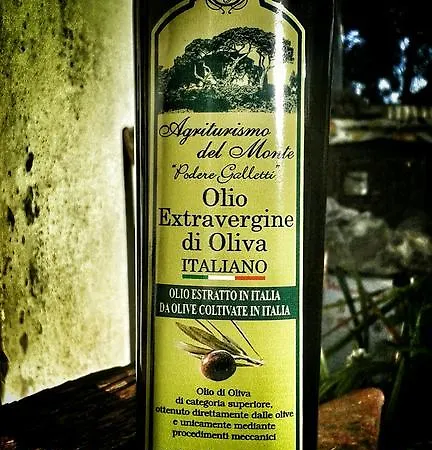 Agriturismo
del Monte
"Podere Galletti"
Olio
Extravergine
di Oliva
ITALIANO
OLIO ESTRATTO IN ITALIA
DA OLIVE COLTIVATE IN ITALIA
Olio di Oliva
di categoria superiore,
ottenuto direttamente dalle olive
e unicamente mediante
procedimenti meccanici